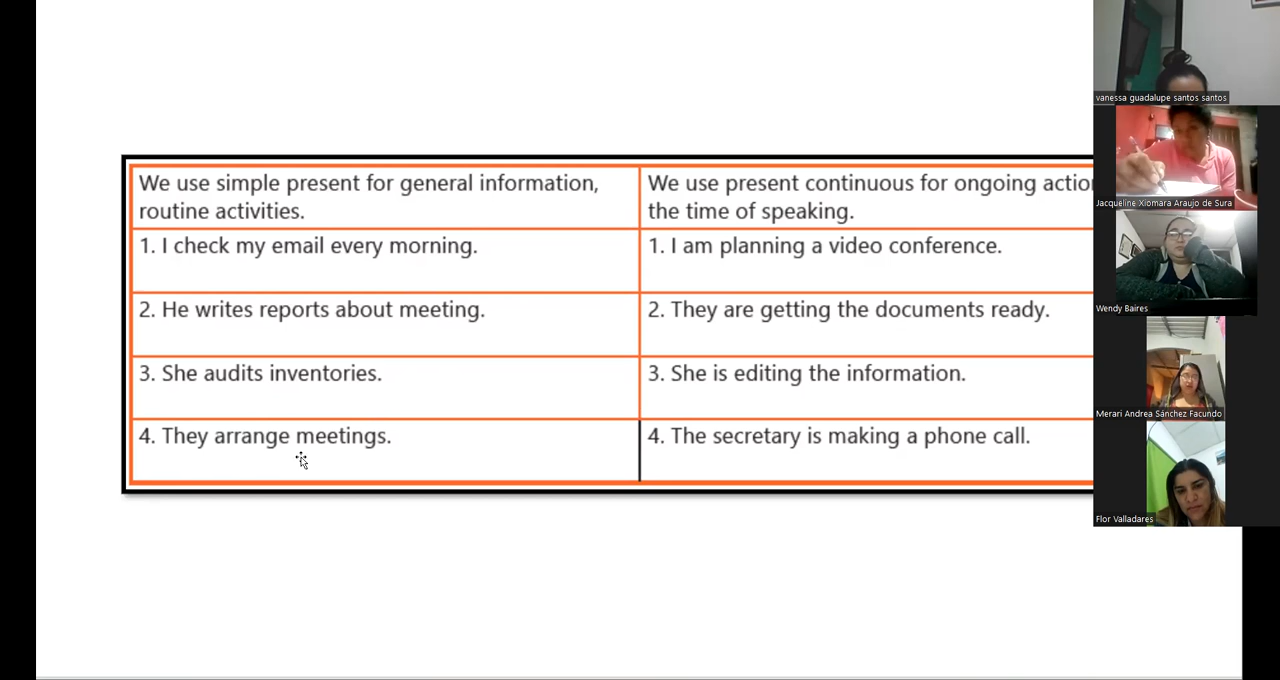 We use simple present for general information,
routine activities.
We use present continuous for ongoing
the time of speaking.
1. I check my email every morning.
1. I am planning a video conference.
2. He writes reports about meeting.
2. They are getting the documents ready.
3. She audits inventories.
3. She is editing the information.
4. They arrange meetings.
4. The secretary is making a phone call.
vanessa guadalupe santos santos
Jacqueline Xiomara Araujo de Sura
Wendy Baires
Merari Andrea Sánchez Facundo
Flor Valladares